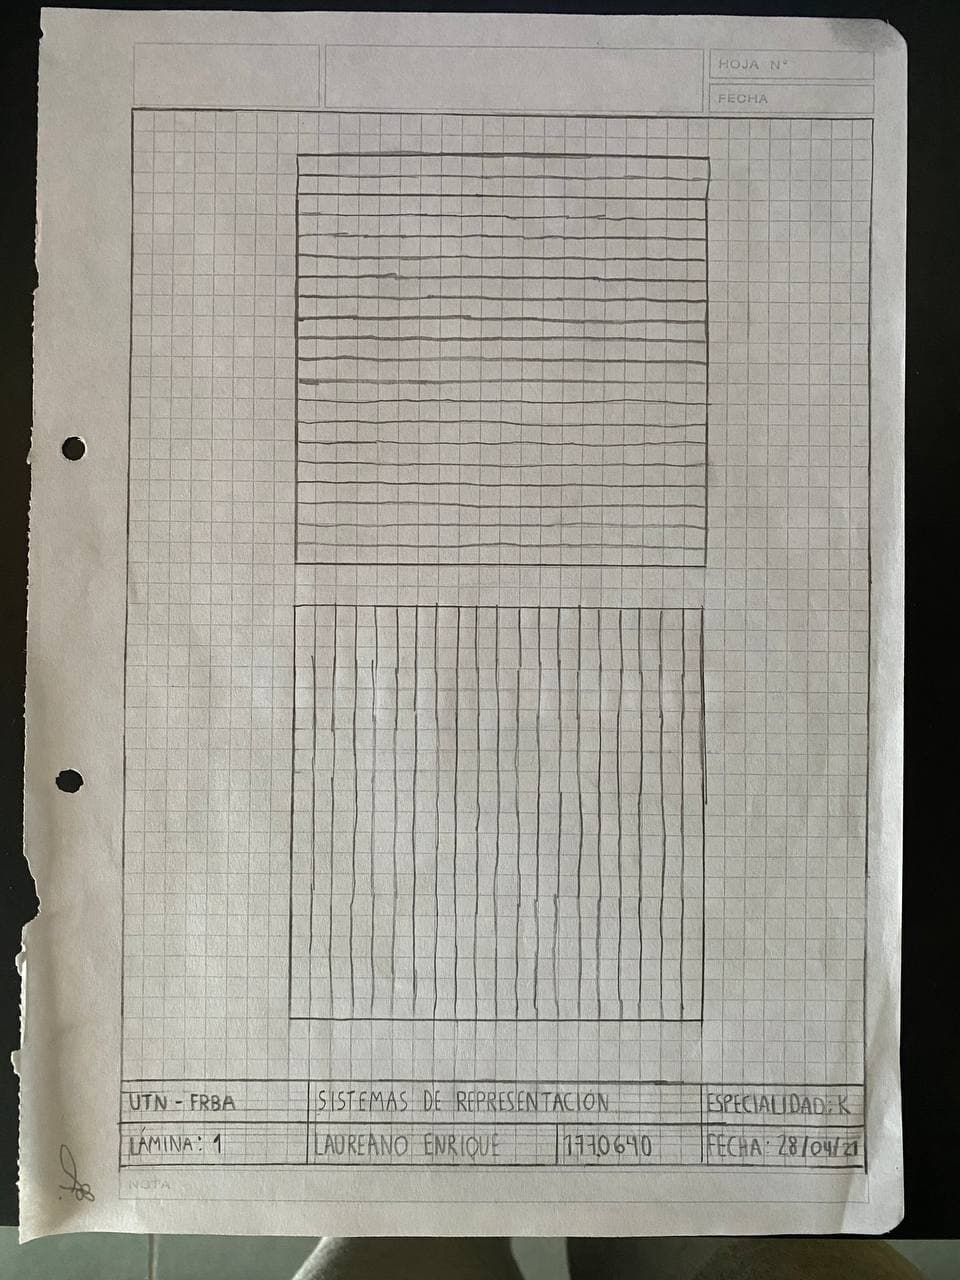 HOJA N°
FECHA
UTN - FRBA
SISTEMAS DE REPRESENTACIÓN
ESPECIALIDAD: K
LÁMINA: 1
LAUREANO ENRIQUE
1770640
FECHA: 28/04/21
NOTA